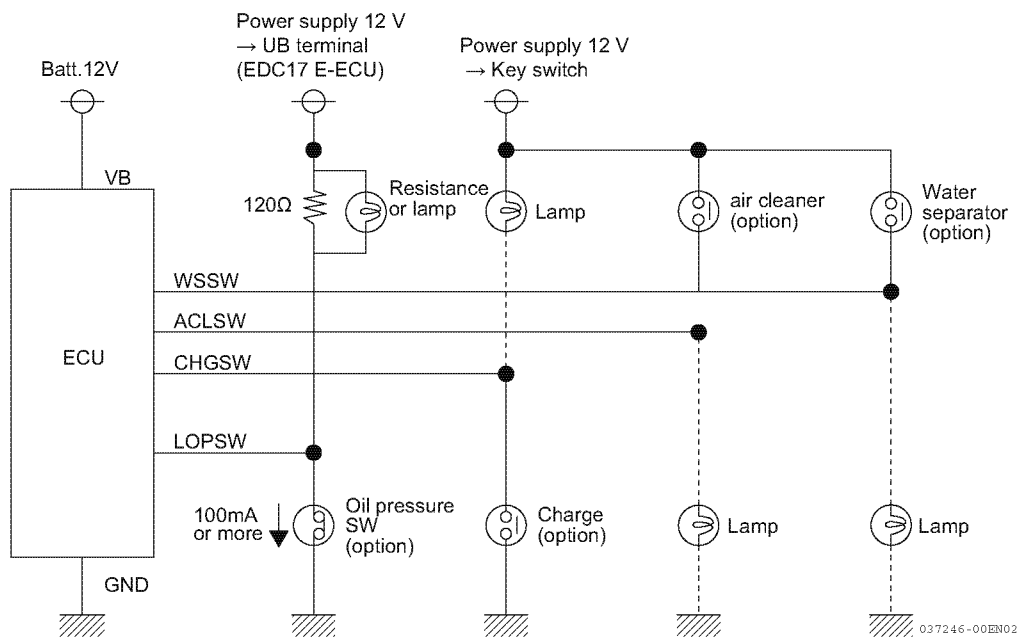 Power supply 12 V
→ UB terminal
(EDC17 E-ECU)
Power supply 12 V
→ Key switch
Batt.12V
VB
120Ω
Resistance
or lamp
Lamp
air cleaner
(option)
Water
separator
(option)
WSSW
ACLSW
ECU
CHGSW
LOPSW
100mA
or more
Oil pressure
SW
(option)
Charge
(option)
Lamp
Lamp
GND
037246-00EN02